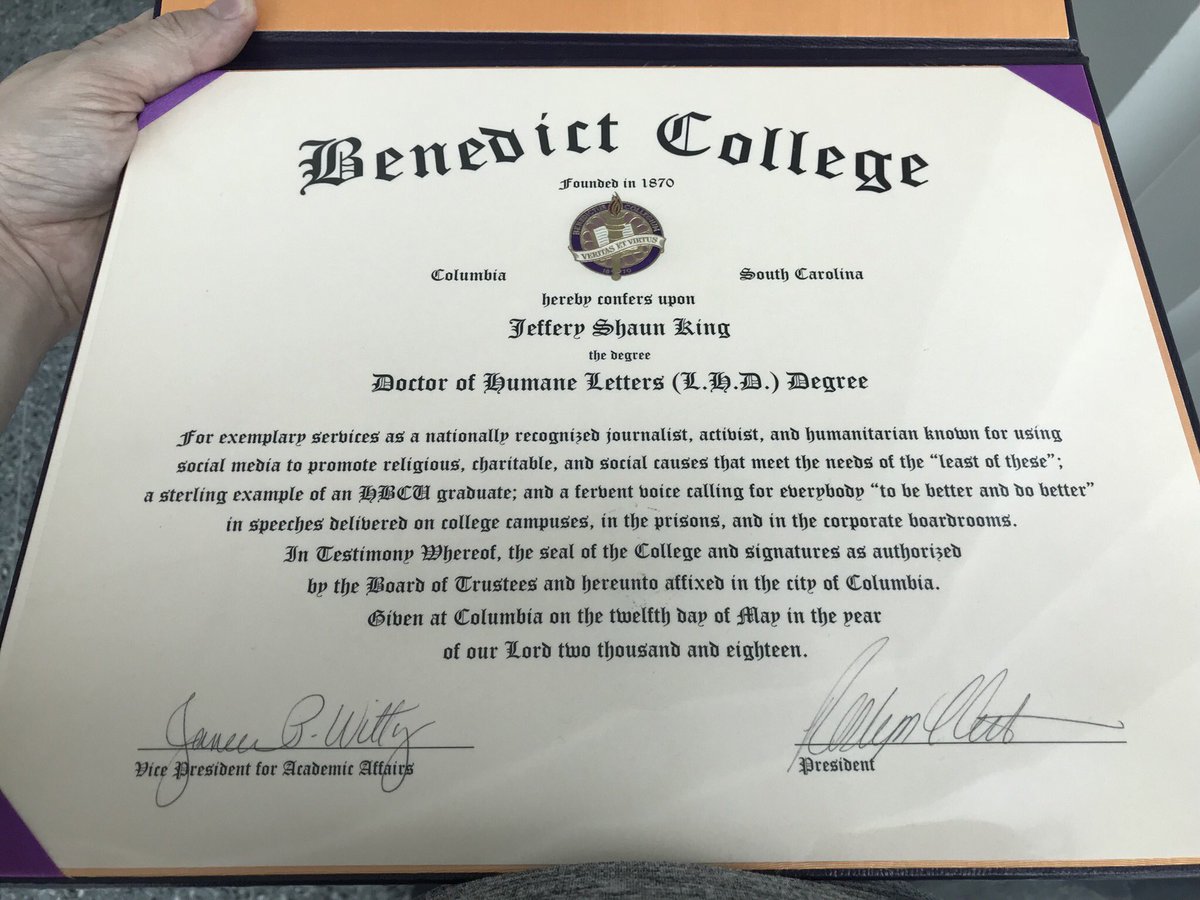 Benedict College
Founded in 1870
BENEDICTUS COLLEGIUM
VERITAS ET VIRTUS
1870
Columbia South Carolina
hereby confers upon
Jeffery Shaun King
the degree
Doctor of Humane Letters (L.H.D.) Degree
For exemplary services as a nationally recognized journalist, activist, and humanitarian known for using
social media to promote religious, charitable, and social causes that meet the needs of the “least of these”;
a sterling example of an HBCU graduate; and a fervent voice calling for everybody “to be better and do better”
in speeches delivered on college campuses, in the prisons, and in the corporate boardrooms.
In Testimony Whereof, the seal of the College and signatures as authorized
by the Board of Trustees and hereunto affixed in the city of Columbia.
Given at Columbia on the twelfth day of May in the year
of our Lord two thousand and eighteen.
Janeen P. Witty
Vice President for Academic Affairs
President